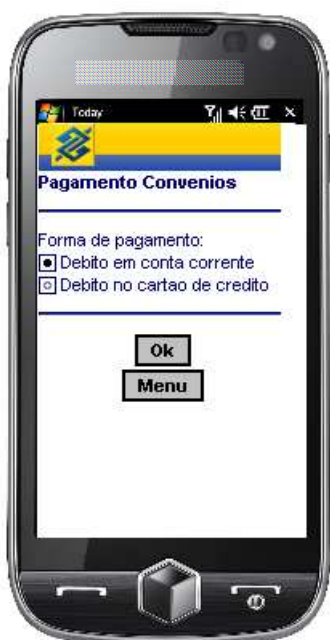 Today
Pagamento Convenios
Forma de pagamento:
Debito em conta corrente
Debito no cartao de credito
Ok
Menu